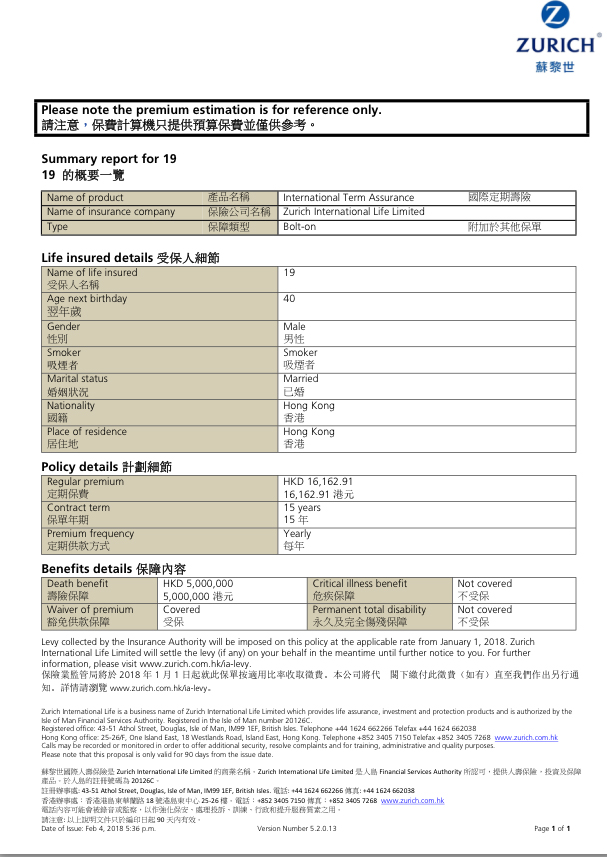 ZURICH®
蘇黎世
Please note the premium estimation is for reference only.
請注意，保費計算機只提供預算保費並僅供參考。
Summary report for 19
19 的概要一覽
Name of product 產品名稱 International Term Assurance 國際定期壽險
Name of insurance company 保險公司名稱 Zurich International Life Limited
Type 保障類型 Bolt-on 附加於其他保單
Life insured details 受保人細節
Name of life insured 19
受保人名稱
Age next birthday 40
翌年歲
Gender Male
性別 男性
Smoker Smoker
吸煙者 吸煙者
Marital status Married
婚姻狀況 已婚
Nationality Hong Kong
國籍 香港
Place of residence Hong Kong
居住地 香港
Policy details 計劃細節
Regular premium HKD 16,162.91
定期保費 16,162.91 港元
Contract term 15 years
保單年期 15 年
Premium frequency Yearly
定期供款方式 每年
Benefits details 保障內容
Death benefit HKD 5,000,000 Critical illness benefit Not covered
壽險保障 5,000,000 港元 危疾保障 不受保
Waiver of premium Covered Permanent total disability Not covered
豁免供款保障 受保 永久及完全傷殘保障 不受保
Levy collected by the Insurance Authority will be imposed on this policy at the applicable rate from January 1, 2018. Zurich
International Life Limited will settle the levy (if any) on your behalf in the meantime until further notice to you. For further
information, please visit www.zurich.com.hk/ia-levy.
保險業監管局將於 2018 年 1 月 1 日起就此保單按適用比率收取徵費。本公司將代 閣下繳付此徵費（如有）直至我們作出另行通
知。詳情請瀏覽 www.zurich.com.hk/ia-levy。
Zurich International Life is a business name of Zurich International Life Limited which provides life assurance, investment and protection products and is authorised by the
Isle of Man Financial Services Authority. Registered in the Isle of Man number 20126C.
Registered office: 43-51 Athol Street, Douglas, Isle of Man, IM99 1EF, British Isles. Telephone +44 1624 662266 Telefax +44 1624 662038
Hong Kong office: 25-26/F, One Island East, 18 Westlands Road, Island East, Hong Kong. Telephone +852 3405 7150 Telefax +852 3405 7268 www.zurich.com.hk
Calls may be recorded or monitored in order to offer additional security, resolve complaints and for training, administrative and quality purposes.
Please note that this proposal is only valid for 90 days from the issue date.
蘇黎世國際人壽保險是 Zurich International Life Limited 的商業名稱。Zurich International Life Limited 是人島 Financial Services Authority 所認可，提供人壽保險、投資及保障
產品。於人島的註冊號碼為 20126C。
註冊辦事處: 43-51 Athol Street, Douglas, Isle of Man, IM99 1EF, British Isles. 電話: +44 1624 662266 傳真: +44 1624 662038
香港辦事處：香港港島東華蘭路 18 號港島東中心 25-26 樓。電話：+852 3405 7150 傳真：+852 3405 7268 www.zurich.com.hk
電話內容可能會被錄音或監察，以作強化保安、處理投訴、訓練、行政和提升服務質素之用。
請注意: 以上說明文件只於編印日起 90 天內有效。
Date of Issue: Feb 4, 2018 5:36 p.m. Version Number 5.2.0.13 Page 1 of 1